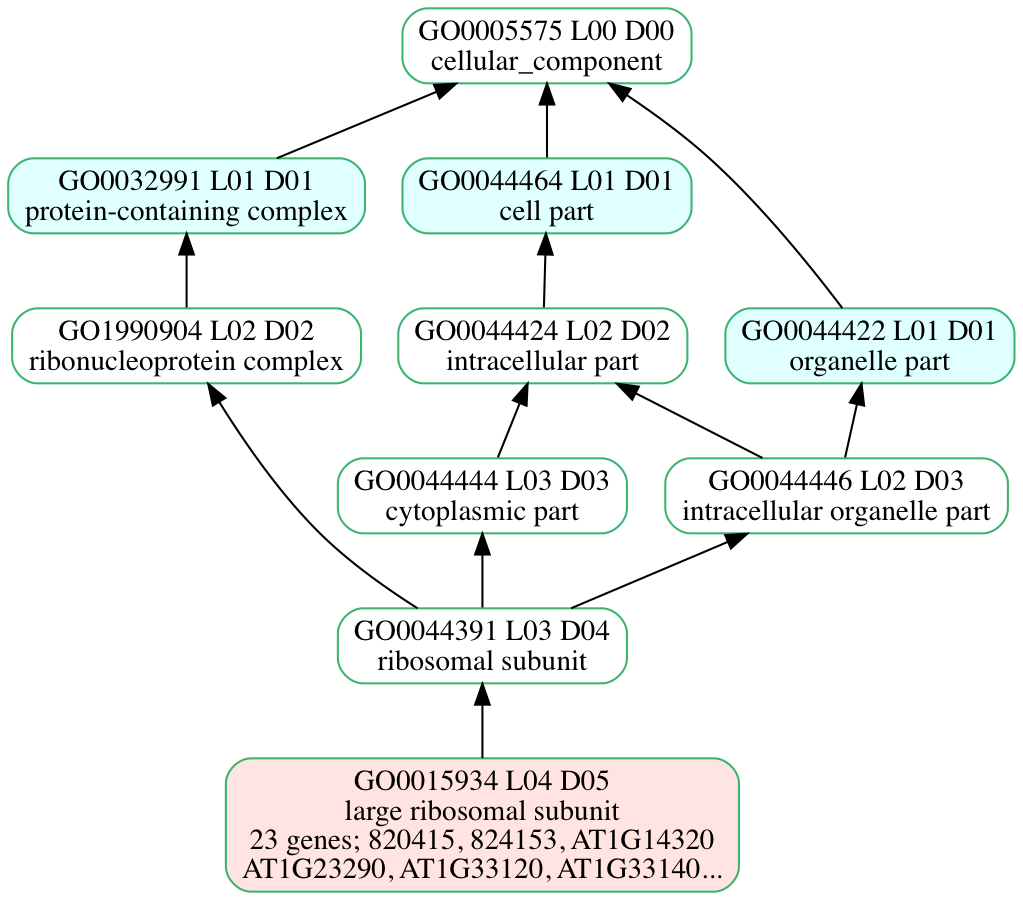 GO0005575 L00 D00
cellular_component
GO0032991 L01 D01
protein-containing complex
GO0044464 L01 D01
cell part
GO1990904 L02 D02
ribonucleoprotein complex
GO0044424 L02 D02
intracellular part
GO0044422 L01 D01
organelle part
GO0044444 L03 D03
cytoplasmic part
GO0044446 L02 D03
intracellular organelle part
GO0044391 L03 D04
ribosomal subunit
GO0015934 L04 D05
large ribosomal subunit
23 genes; 820415, 824153, AT1G14320
AT1G23290, AT1G33120, AT1G33140...